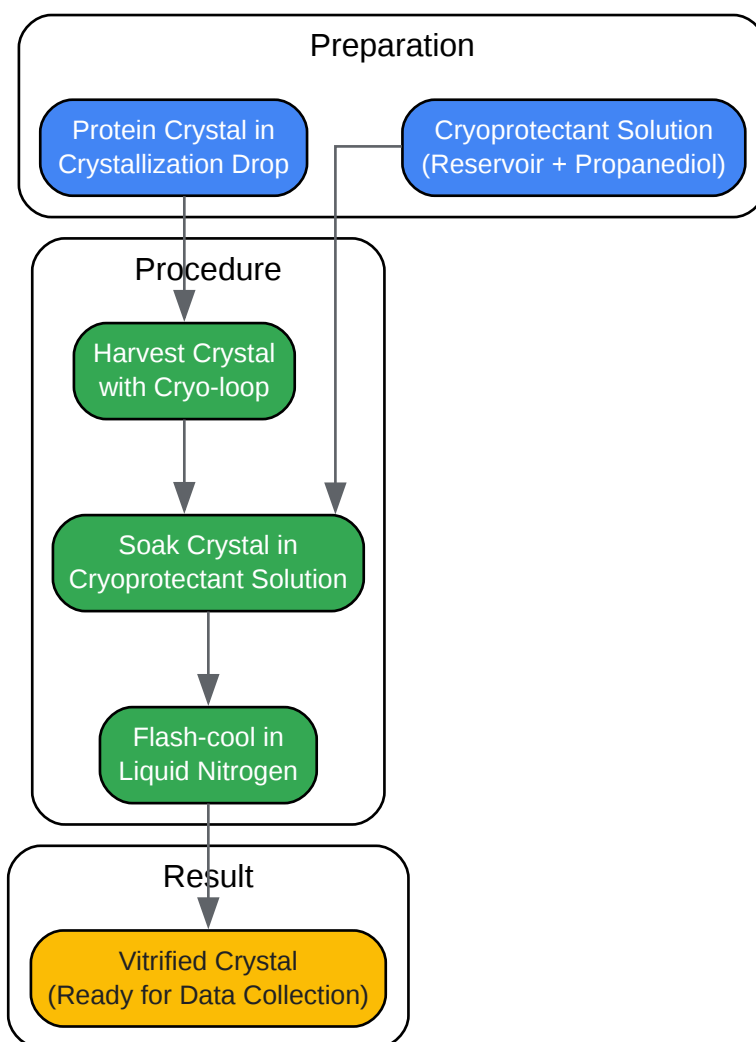 Preparation
Protein Crystal in
Crystallization Drop
Cryoprotectant Solution
(Reservoir + Propanediol)
Procedure
Harvest Crystal
with Cryo-loop
Soak Crystal in
Cryoprotectant Solution
Flash-cool in
Liquid Nitrogen
Result
Vitrified Crystal
(Ready for Data Collection)